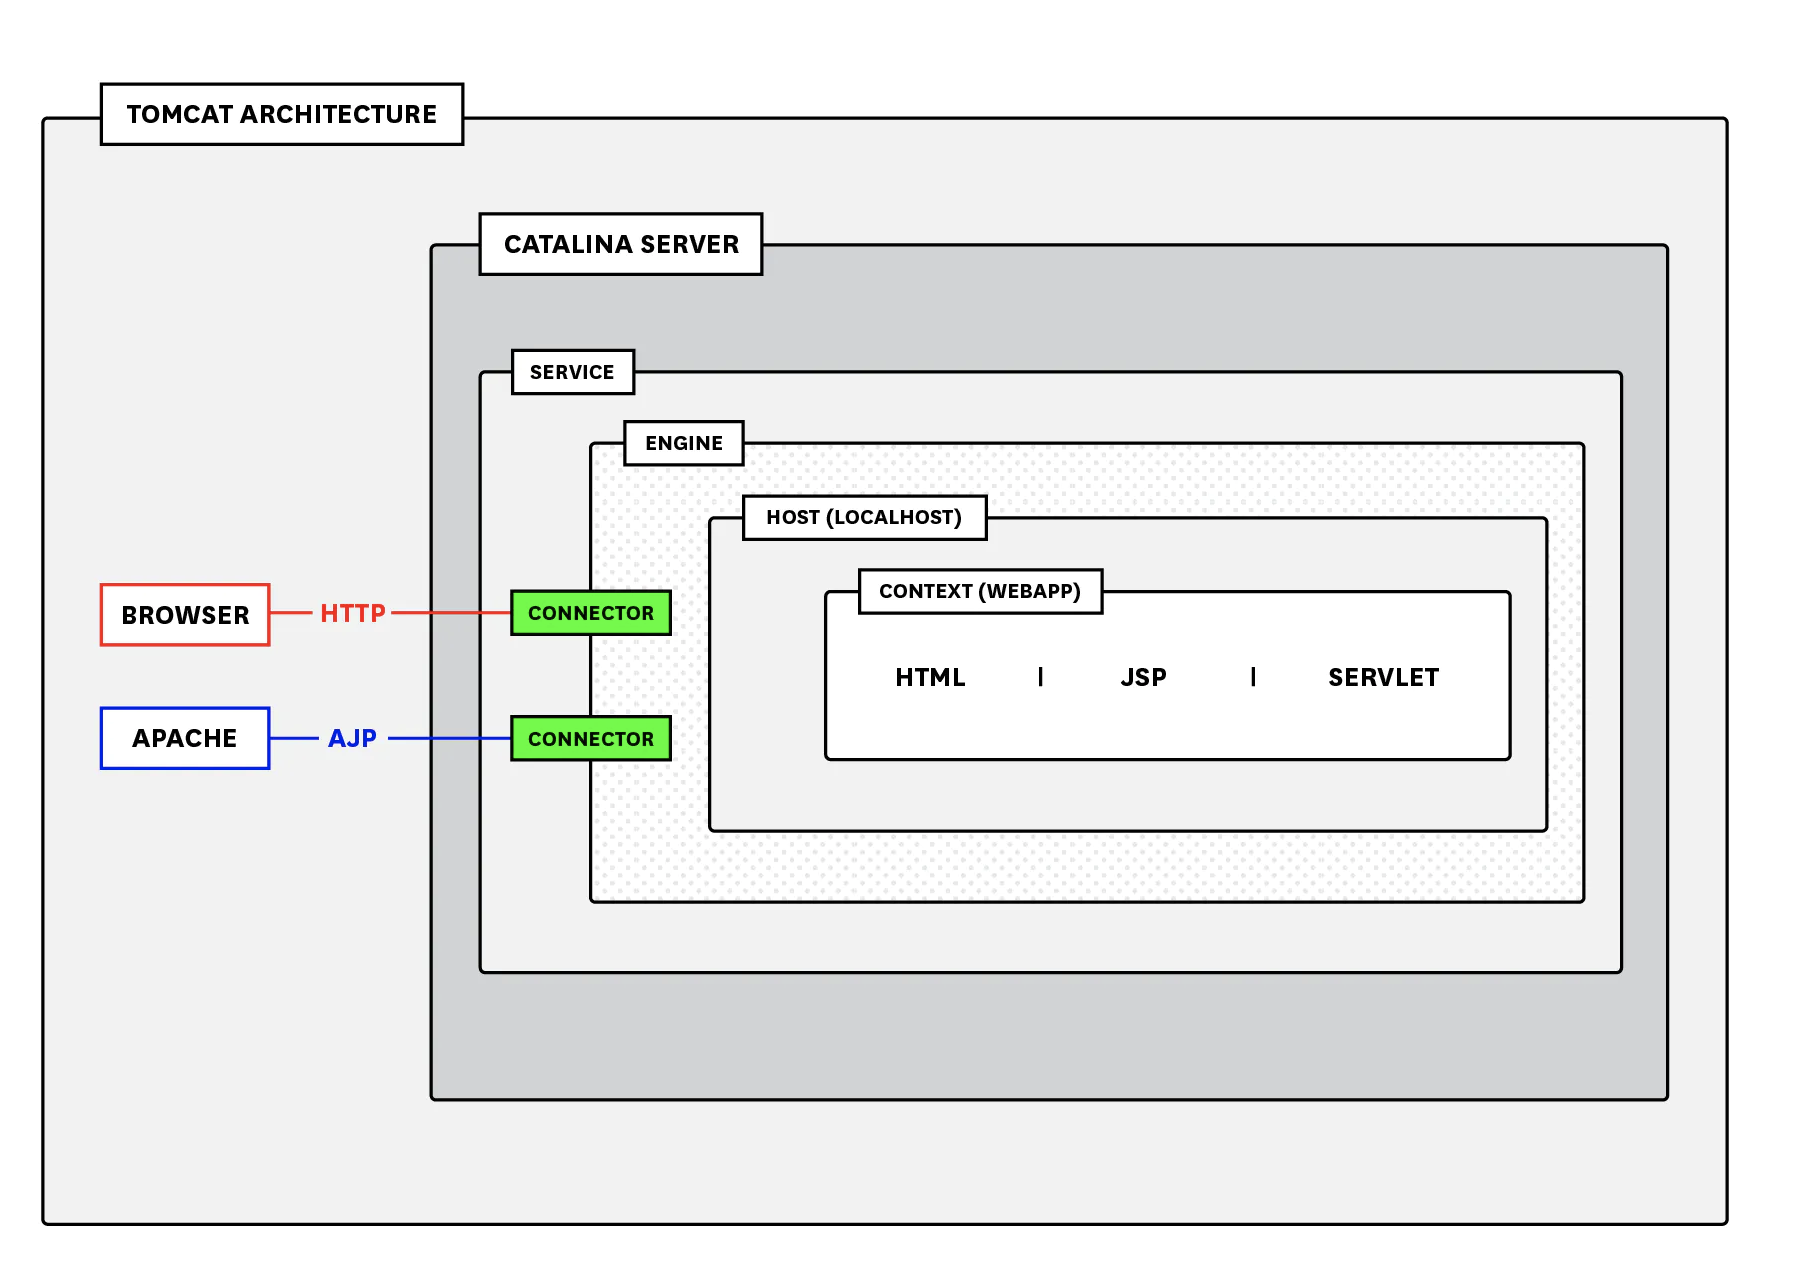 TOMCAT ARCHITECTURE
CATALINA SERVER
SERVICE
ENGINE
HOST (LOCALHOST)
CONTEXT (WEBAPP)
BROWSER HTTP CONNECTOR
HTML | JSP | SERVLET
APACHE AJP CONNECTOR